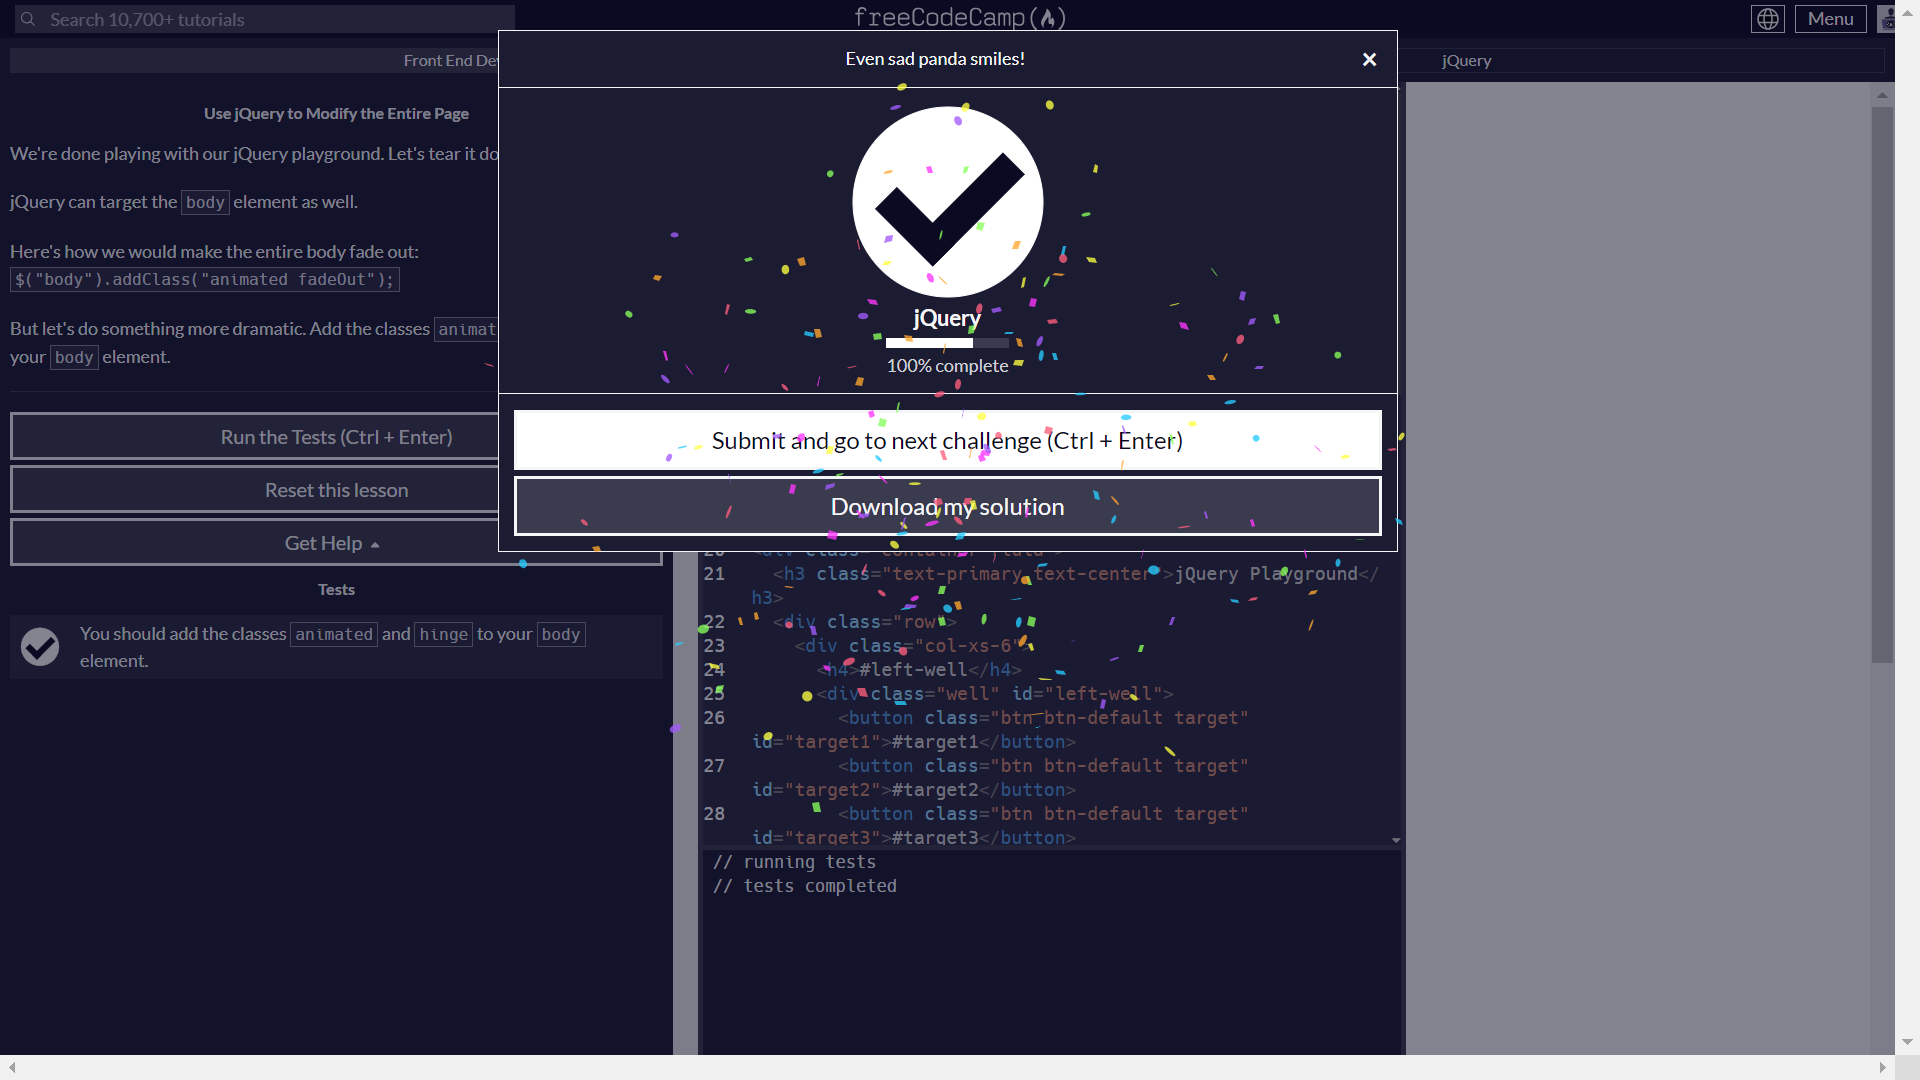 Search 10,700+ tutorials
freeCodeCamp
Menu
Front End De
jQuery
Even sad panda smiles!
Use jQuery to Modify the Entire Page
We're done playing with our jQuery playground. Let's tear it do
jQuery can target the body element as well.
Here's how we would make the entire body fade out:
$("body").addClass("animated fadeOut");
But let's do something more dramatic. Add the classes animat
your body element.
Run the Tests (Ctrl + Enter)
Reset this lesson
Get Help
Tests
You should add the classes animated and hinge to your body
element.
jQuery
100% complete
Submit and go to next challenge (Ctrl + Enter)
Download my solution
21 <h3 class="text-primary text-center">jQuery Playground</
h3>
22 <div class="row">
23 <div class="col-xs-6">
24 <h4>#left-well</h4>
25 <div class="well" id="left-well">
26 <button class="btn btn-default target"
id="target1">#target1</button>
27 <button class="btn btn-default target"
id="target2">#target2</button>
28 <button class="btn btn-default target"
id="target3">#target3</button>
// running tests
// tests completed